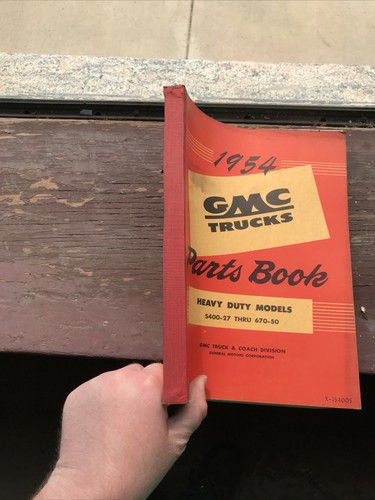 1954
GMC
TRUCKS
Parts Book
HEAVY DUTY MODELS
S400-27 THRU 670-50
GMC TRUCK & COACH DIVISION
GENERAL MOTORS CORPORATION